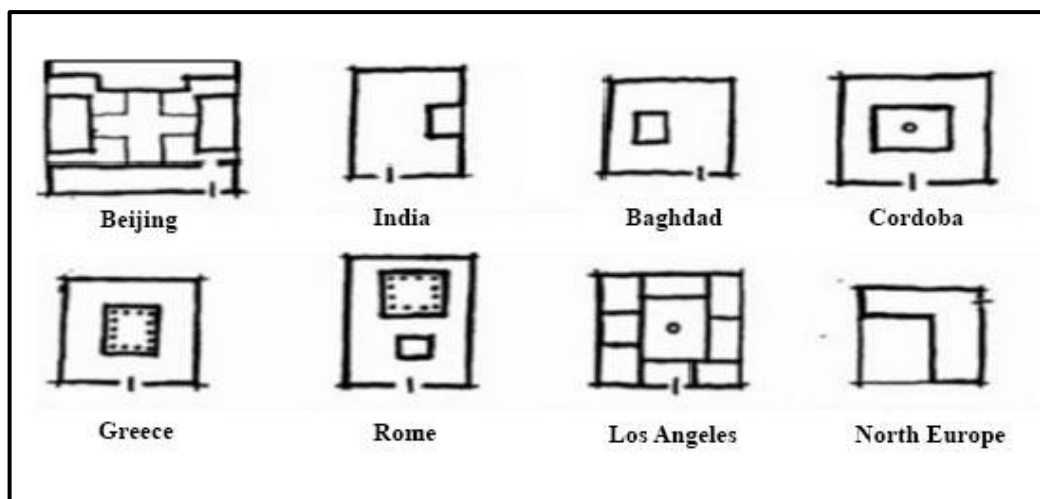 Beijing
India
Baghdad
Cordoba
Greece
Rome
Los Angeles
North Europe